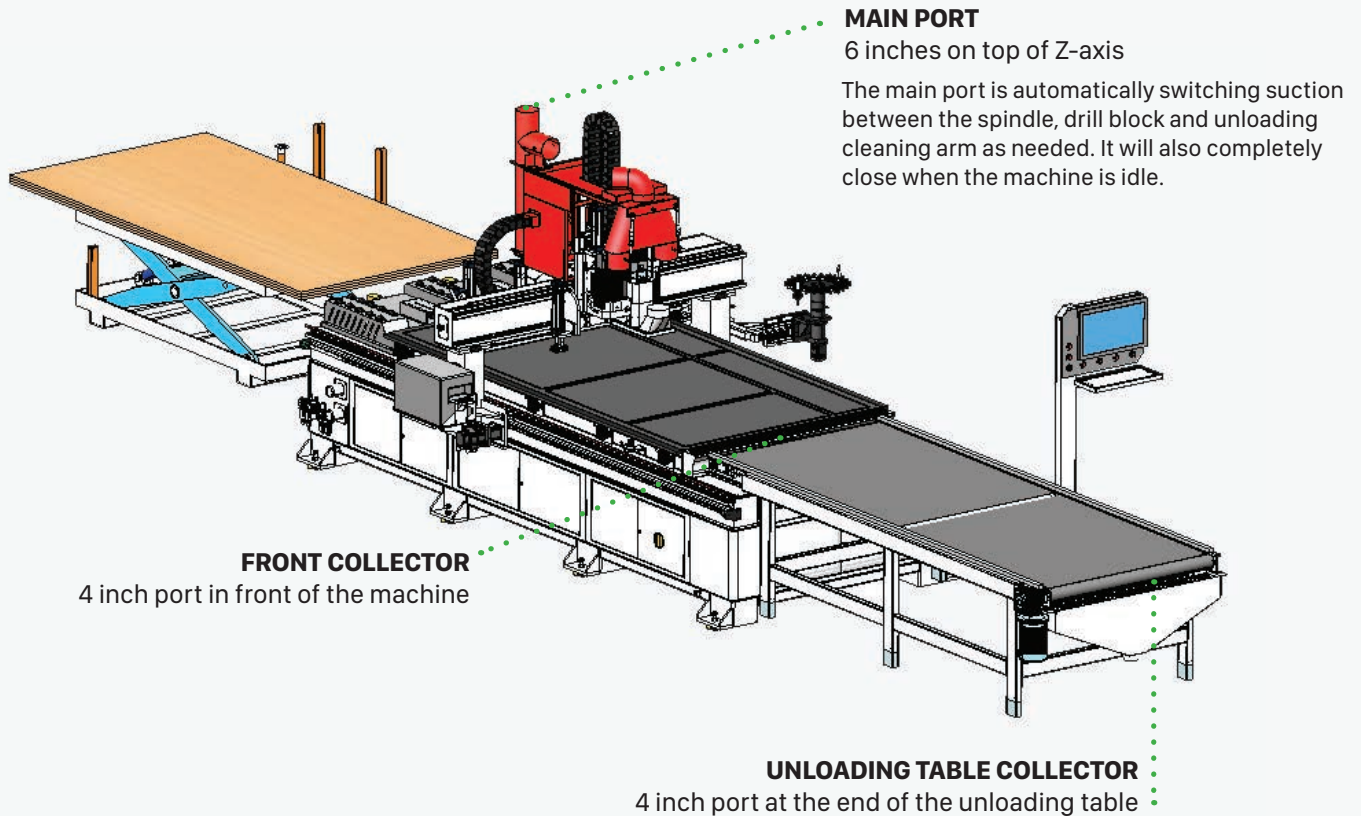 MAIN PORT
6 inches on top of Z-axis
The main port is automatically switching suction
between the spindle, drill block and unloading
cleaning arm as needed. It will also completely
close when the machine is idle.
FRONT COLLECTOR
4 inch port in front of the machine
UNLOADING TABLE COLLECTOR
4 inch port at the end of the unloading table